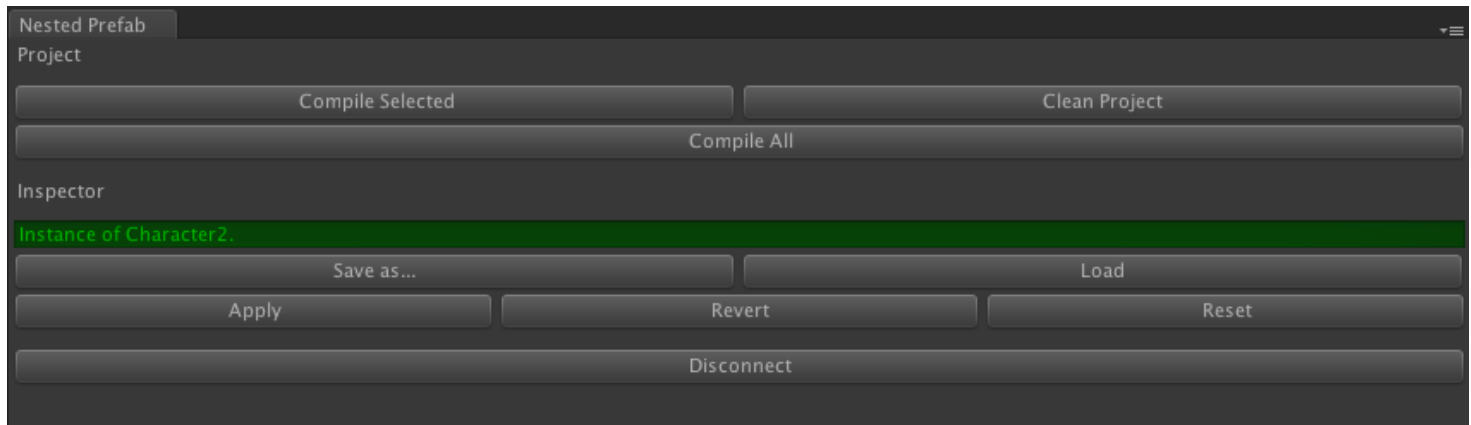 Nested Prefab
Project
Compile Selected Clean Project
Compile All
Inspector
Instance of Character2.
Save as... Load
Apply Revert Reset
Disconnect